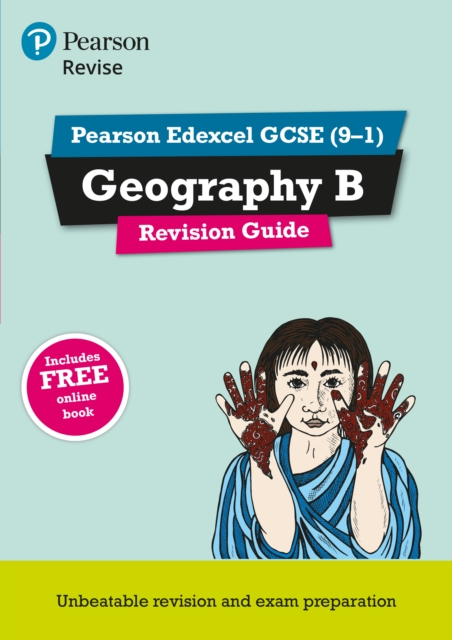 Pearson
Revise
Pearson Edexcel GCSE (9–1)
Geography B
Revision Guide
Includes
FREE
online
book
Unbeatable revision and exam preparation